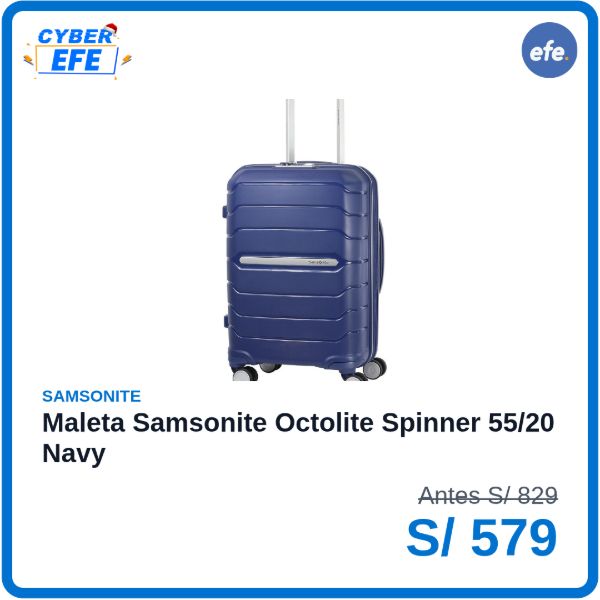 CYBER
EFE
efe.
SAMSONITE
Maleta Samsonite Octolite Spinner 55/20
Navy
Antes S/ 829
S/ 579